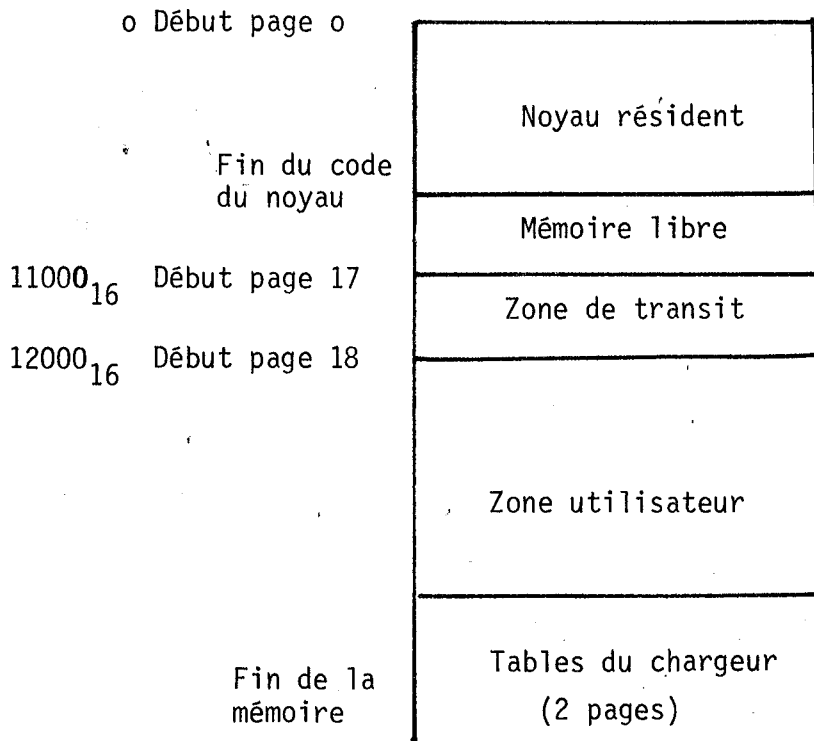 o Début page o
Noyau résident
Fin du code
du noyau
Mémoire libre
11000₁₆ Début page 17
Zone de transit
12000₁₆ Début page 18
Zone utilisateur
Tables du chargeur
(2 pages)
Fin de la
mémoire